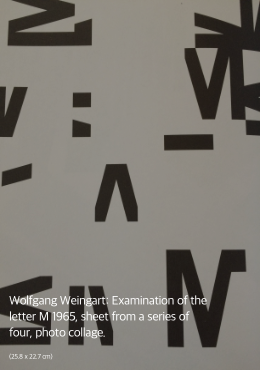 Wolfgang Weingart: Examination of the
letter M 1965, sheet from a series of
four, photo collage.
(25.8 x 22.7 cm)